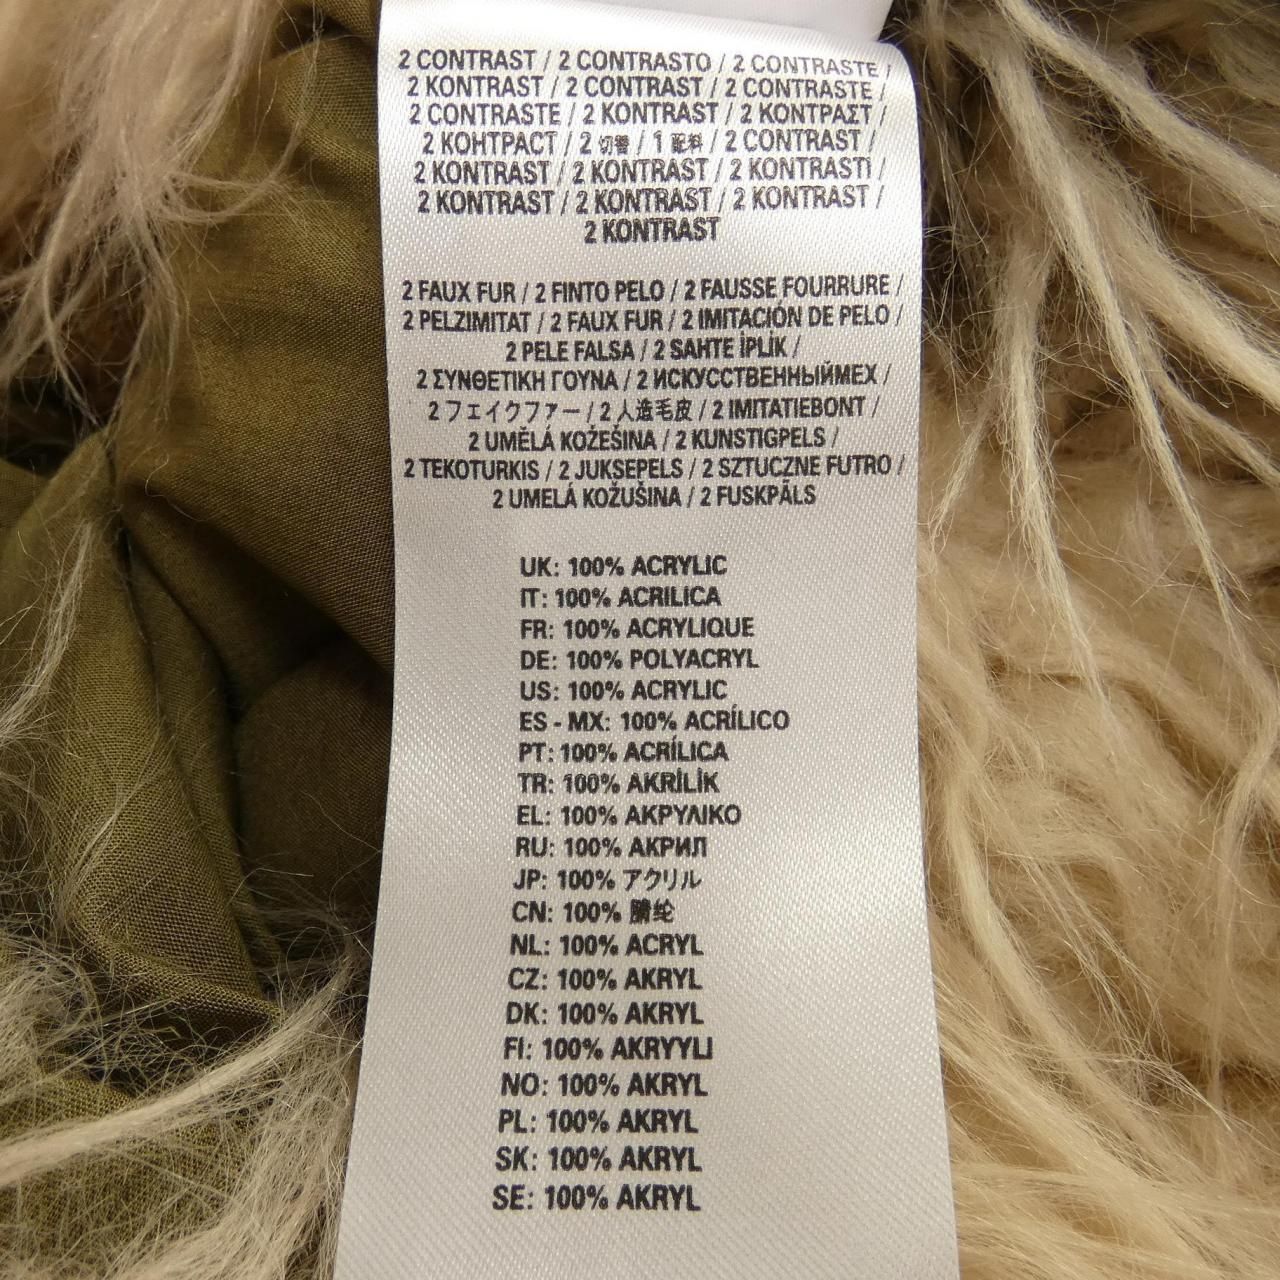 2 CONTRAST / 2 CONTRASTO / 2 CONTRASTE /
2 KONTRAST / 2 CONTRAST / 2 CONTRASTE /
2 CONTRASTE / 2 KONTRAST / 2 ΚΟΝΤΡΑΣΤ /
2 КОНТРАСТ / 2 切替 / 1 配料 / 2 CONTRAST /
2 KONTRAST / 2 KONTRAST / 2 KONTRASTI /
2 KONTRAST / 2 KONTRAST / 2 KONTRAST /
2 KONTRAST
2 FAUX FUR / 2 FINTO PELO / 2 FAUSSE FOURRURE /
2 PELZIMITAT / 2 FAUX FUR / 2 IMITACIÓN DE PELO /
2 PELE FALSA / 2 SAHTE İPLİK /
2 ΣΥΝΘΕΤΙΚΗ ΓΟΥΝΑ / 2 ИСКУССТВЕННЫЙМЕХ /
2 フェイクファー / 2 人造毛皮 / 2 IMITATIEBONT /
2 UMĚLÁ KOŽEŠINA / 2 KUNSTIGPELS /
2 TEKOTURKIS / 2 JUKSEPELS / 2 SZTUCZNE FUTRO /
2 UMELÁ KOŽUŠINA / 2 FUSKPÄLS
UK: 100% ACRYLIC
IT: 100% ACRILICA
FR: 100% ACRYLIQUE
DE: 100% POLYACRYL
US: 100% ACRYLIC
ES - MX: 100% ACRÍLICO
PT: 100% ACRÍLICA
TR: 100% AKRİLİK
EL: 100% ΑΚΡΥΛΙΚΟ
RU: 100% АКРИЛ
JP: 100% アクリル
CN: 100% 腈纶
NL: 100% ACRYL
CZ: 100% AKRYL
DK: 100% AKRYL
FI: 100% AKRYYLI
NO: 100% AKRYL
PL: 100% AKRYL
SK: 100% AKRYL
SE: 100% AKRYL